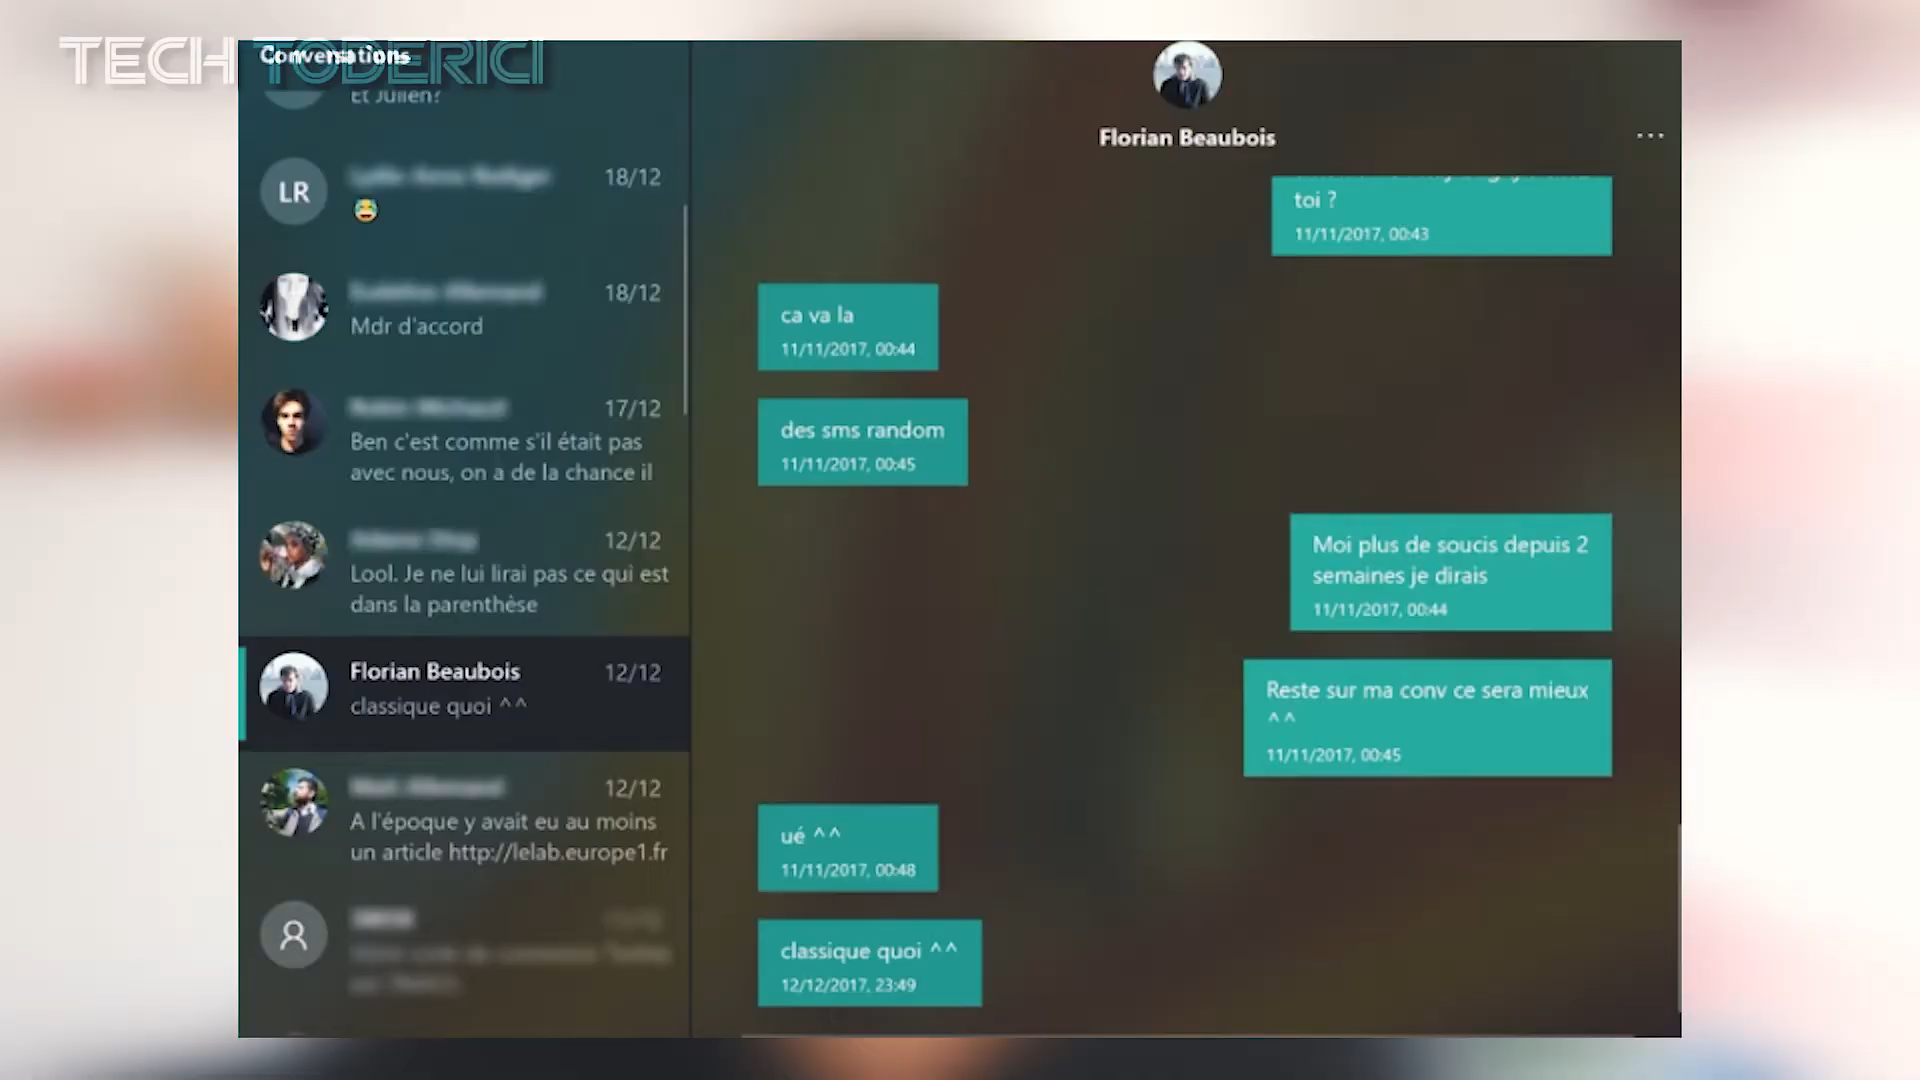 TECH TODERICI
Conversations
Et Julien?
LR
18/12
18/12
Mdr d'accord
17/12
Ben c'est comme s'il était pas
avec nous, on a de la chance il
12/12
Lool. Je ne lui lirai pas ce qui est
dans la parenthèse
Florian Beaubois
12/12
classique quoi ^^
12/12
A l'époque y avait eu au moins
un article http://lelab.europe1.fr
Florian Beaubois
...
toi ?
11/11/2017, 00:43
ca va la
11/11/2017, 00:44
des sms random
11/11/2017, 00:45
Moi plus de soucis depuis 2
semaines je dirais
11/11/2017, 00:44
Reste sur ma conv ce sera mieux
^^
11/11/2017, 00:45
ué ^^
11/11/2017, 00:48
classique quoi ^^
12/12/2017, 23:49